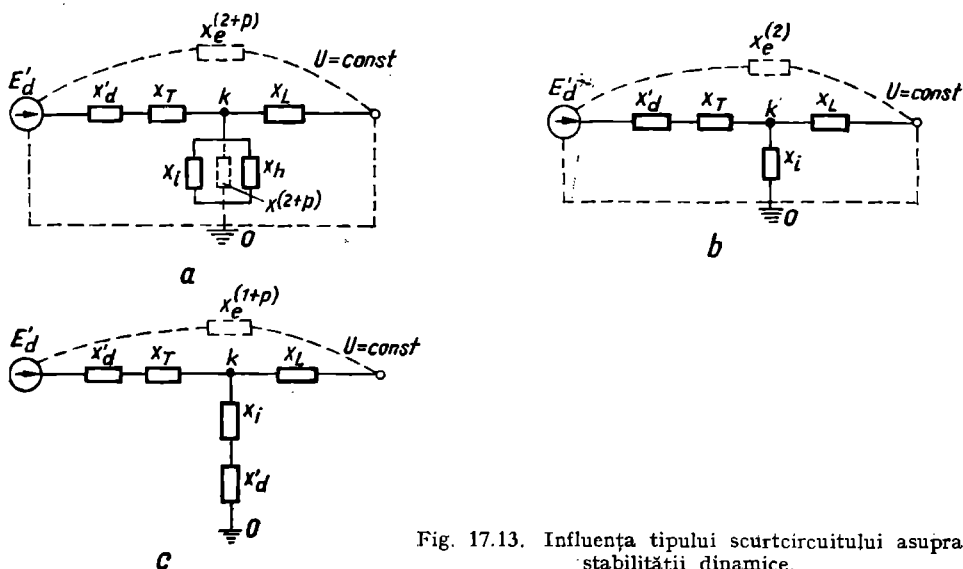 x_e^(2+p)
U=const
E'_d
x'_d
x_T
k
x_L
x_i
x_h
x^(2+p)
0
a
x_e^(2)
U=const
E'_d
x'_d
x_T
k
x_L
x_i
0
b
x_e^(1+p)
U=const
E'_d
x'_d
x_T
k
x_L
x_i
x'_d
0
c
Fig. 17.13. Influența tipului scurtcircuitului asupra
stabilității dinamice.